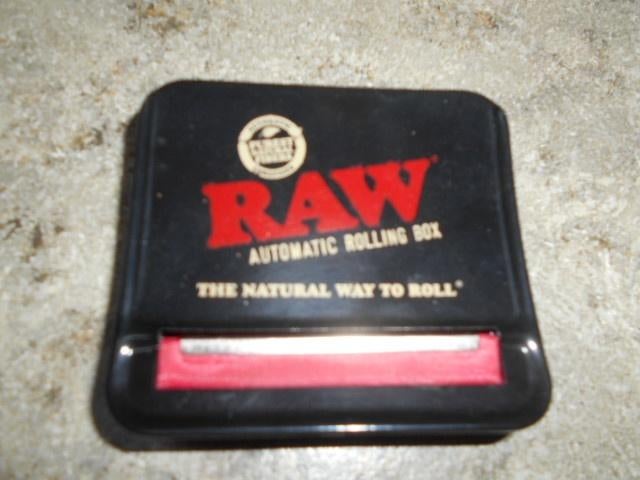 RAW®
AUTOMATIC ROLLING BOX
THE NATURAL WAY TO ROLL®